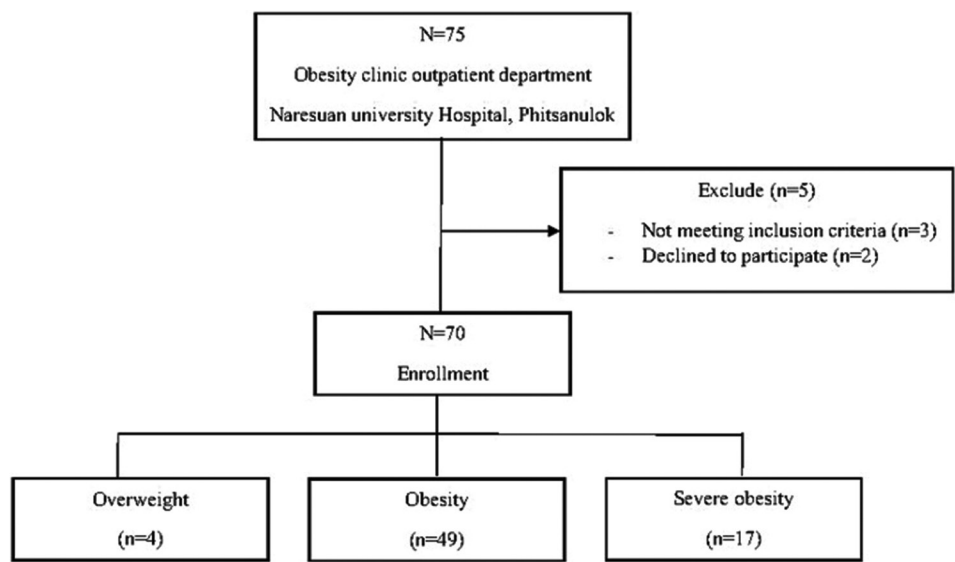 N=75
Obesity clinic outpatient department
Naresuan university Hospital, Phitsanulok
Exclude (n=5)
- Not meeting inclusion criteria (n=3)
- Declined to participate (n=2)
N=70
Enrollment
Overweight
(n=4)
Obesity
(n=49)
Severe obesity
(n=17)